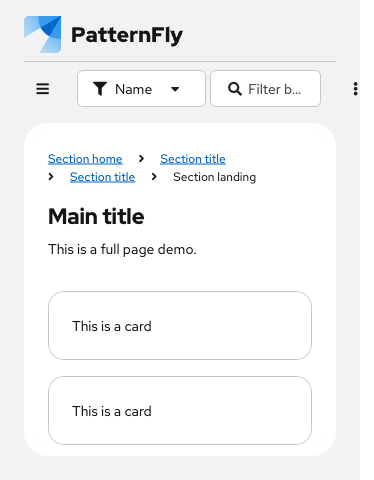 PatternFly
Name
Filter b...
Section home Section title
Section title Section landing
Main title
This is a full page demo.
This is a card
This is a card